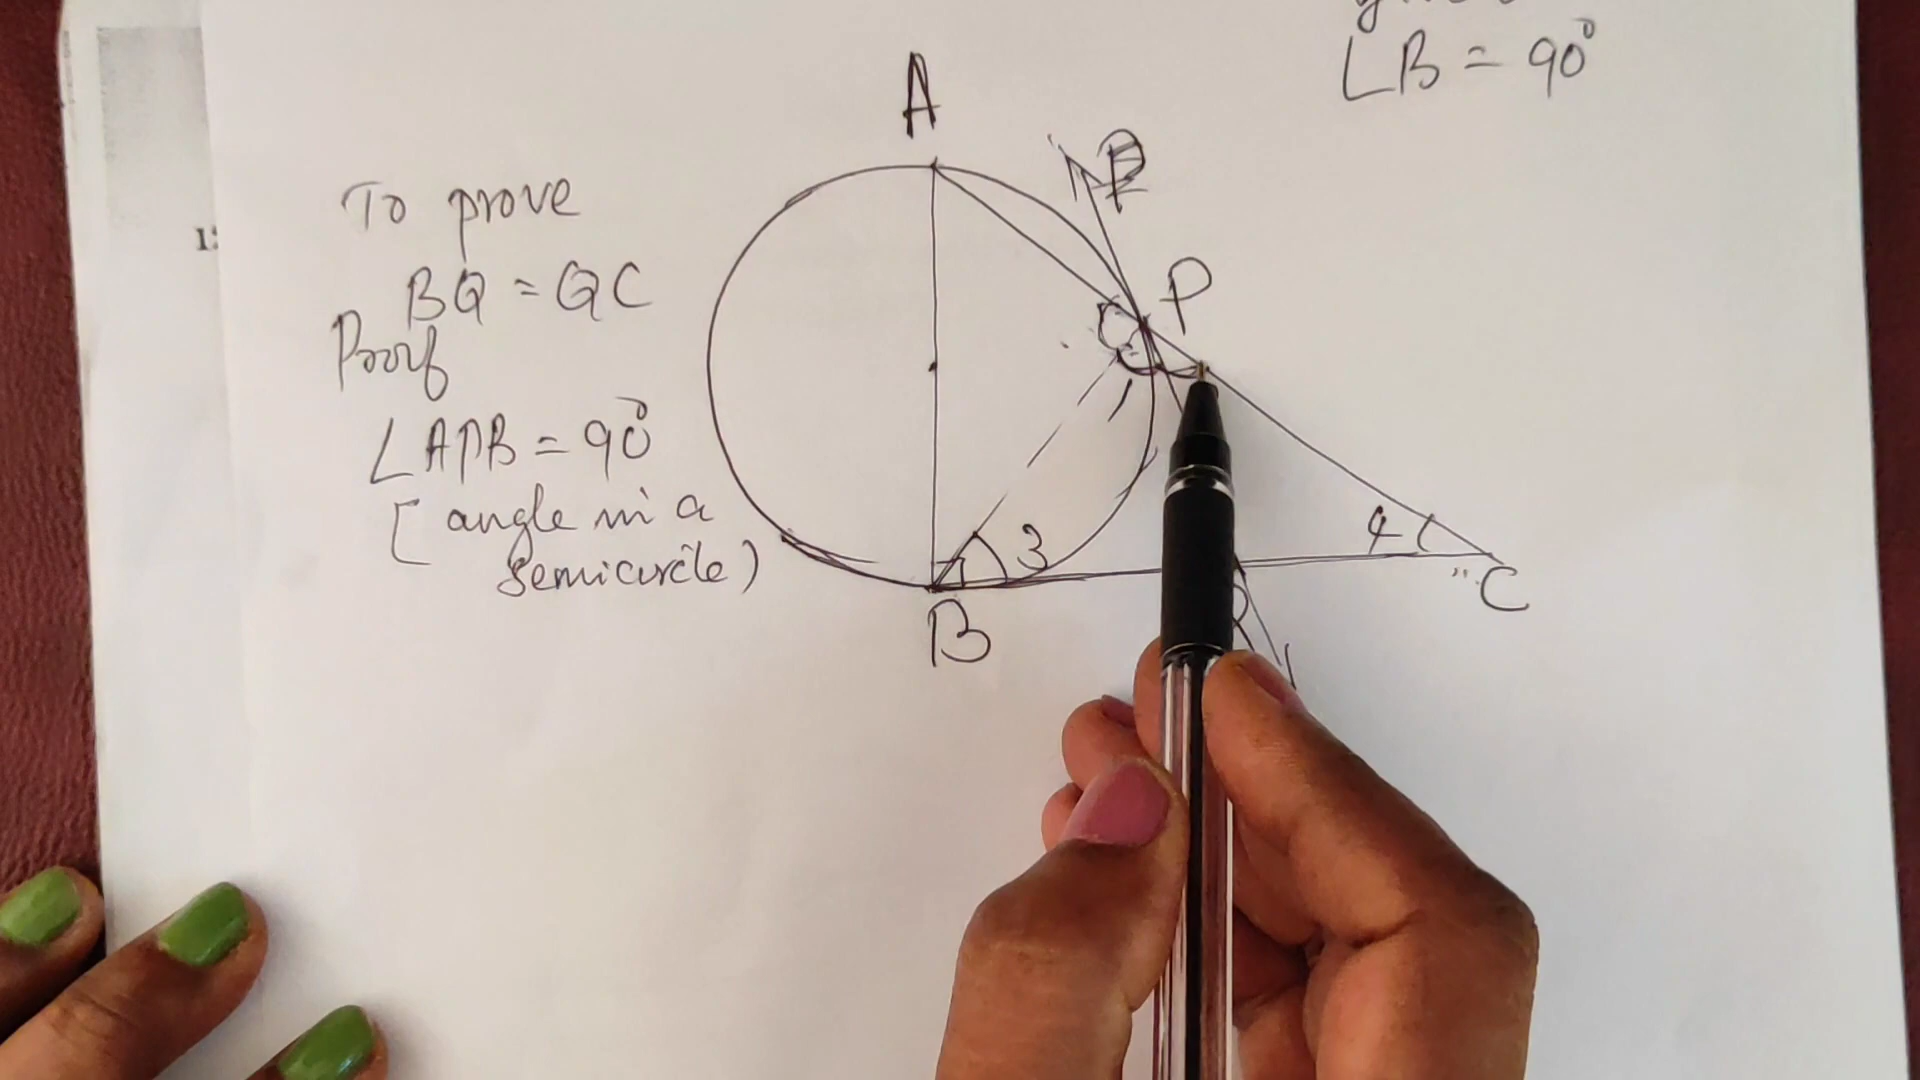 ∠B = 90°
A
To prove
BQ = QC
P
Proof
∠APB = 90°
[ angle in a
semicircle)
3
4
B
C